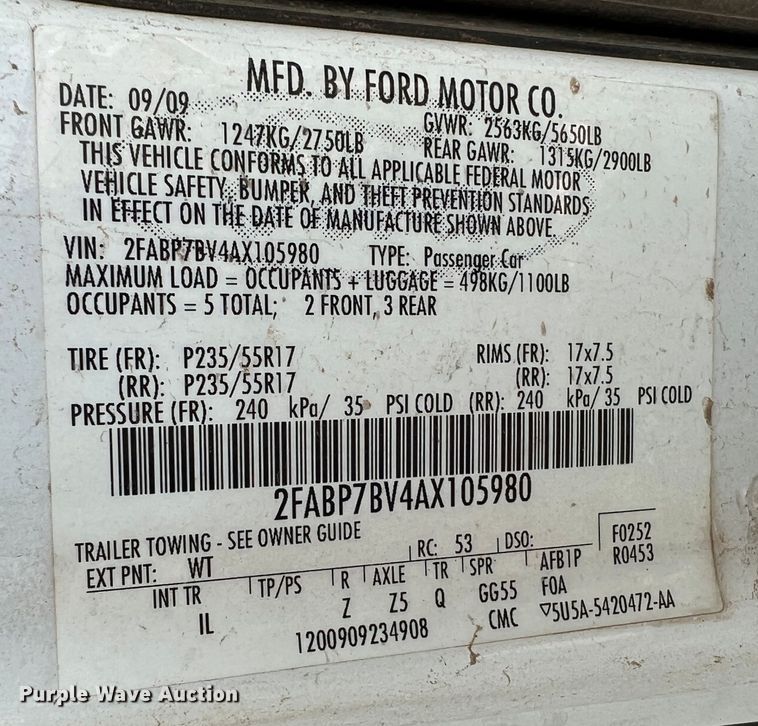 MFD. BY FORD MOTOR CO.
DATE: 09/09 GVWR: 2563KG/5650LB
FRONT GAWR: 1247KG/2750LB REAR GAWR: 1315KG/2900LB
THIS VEHICLE CONFORMS TO ALL APPLICABLE FEDERAL MOTOR
VEHICLE SAFETY, BUMPER, AND THEFT PREVENTION STANDARDS
IN EFFECT ON THE DATE OF MANUFACTURE SHOWN ABOVE.
VIN: 2FABP7BV4AX105980 TYPE: Passenger Car
MAXIMUM LOAD = OCCUPANTS + LUGGAGE = 498KG/1100LB
OCCUPANTS = 5 TOTAL; 2 FRONT, 3 REAR
TIRE (FR): P235/55R17 RIMS (FR): 17x7.5
(RR): P235/55R17 (RR): 17x7.5
PRESSURE (FR): 240 kPa/ 35 PSI COLD (RR): 240 kPa/ 35 PSI COLD
2FABP7BV4AX105980
TRAILER TOWING - SEE OWNER GUIDE
EXT PNT: WT RC: 53 DSO: F0252
INT TR TP/PS R AXLE TR SPR AFB1P R0453
IL Z Z5 Q GG55 FOA
1200909234908 CMC ▽5U5A-5420472-AA
Purple Wave Auction